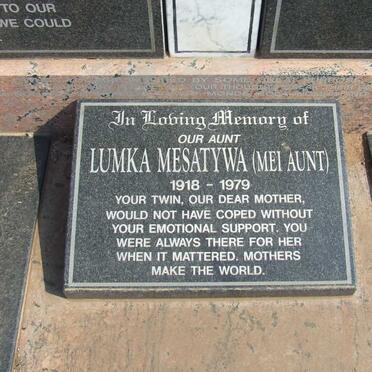 TO OUR
WE COULD
In Loving Memory of
OUR AUNT
LUMKA MESATYWA (MEI AUNT)
1918 - 1979
YOUR TWIN, OUR DEAR MOTHER,
WOULD NOT HAVE COPED WITHOUT
YOUR EMOTIONAL SUPPORT. YOU
WERE ALWAYS THERE FOR HER
WHEN IT MATTERED. MOTHERS
MAKE THE WORLD.